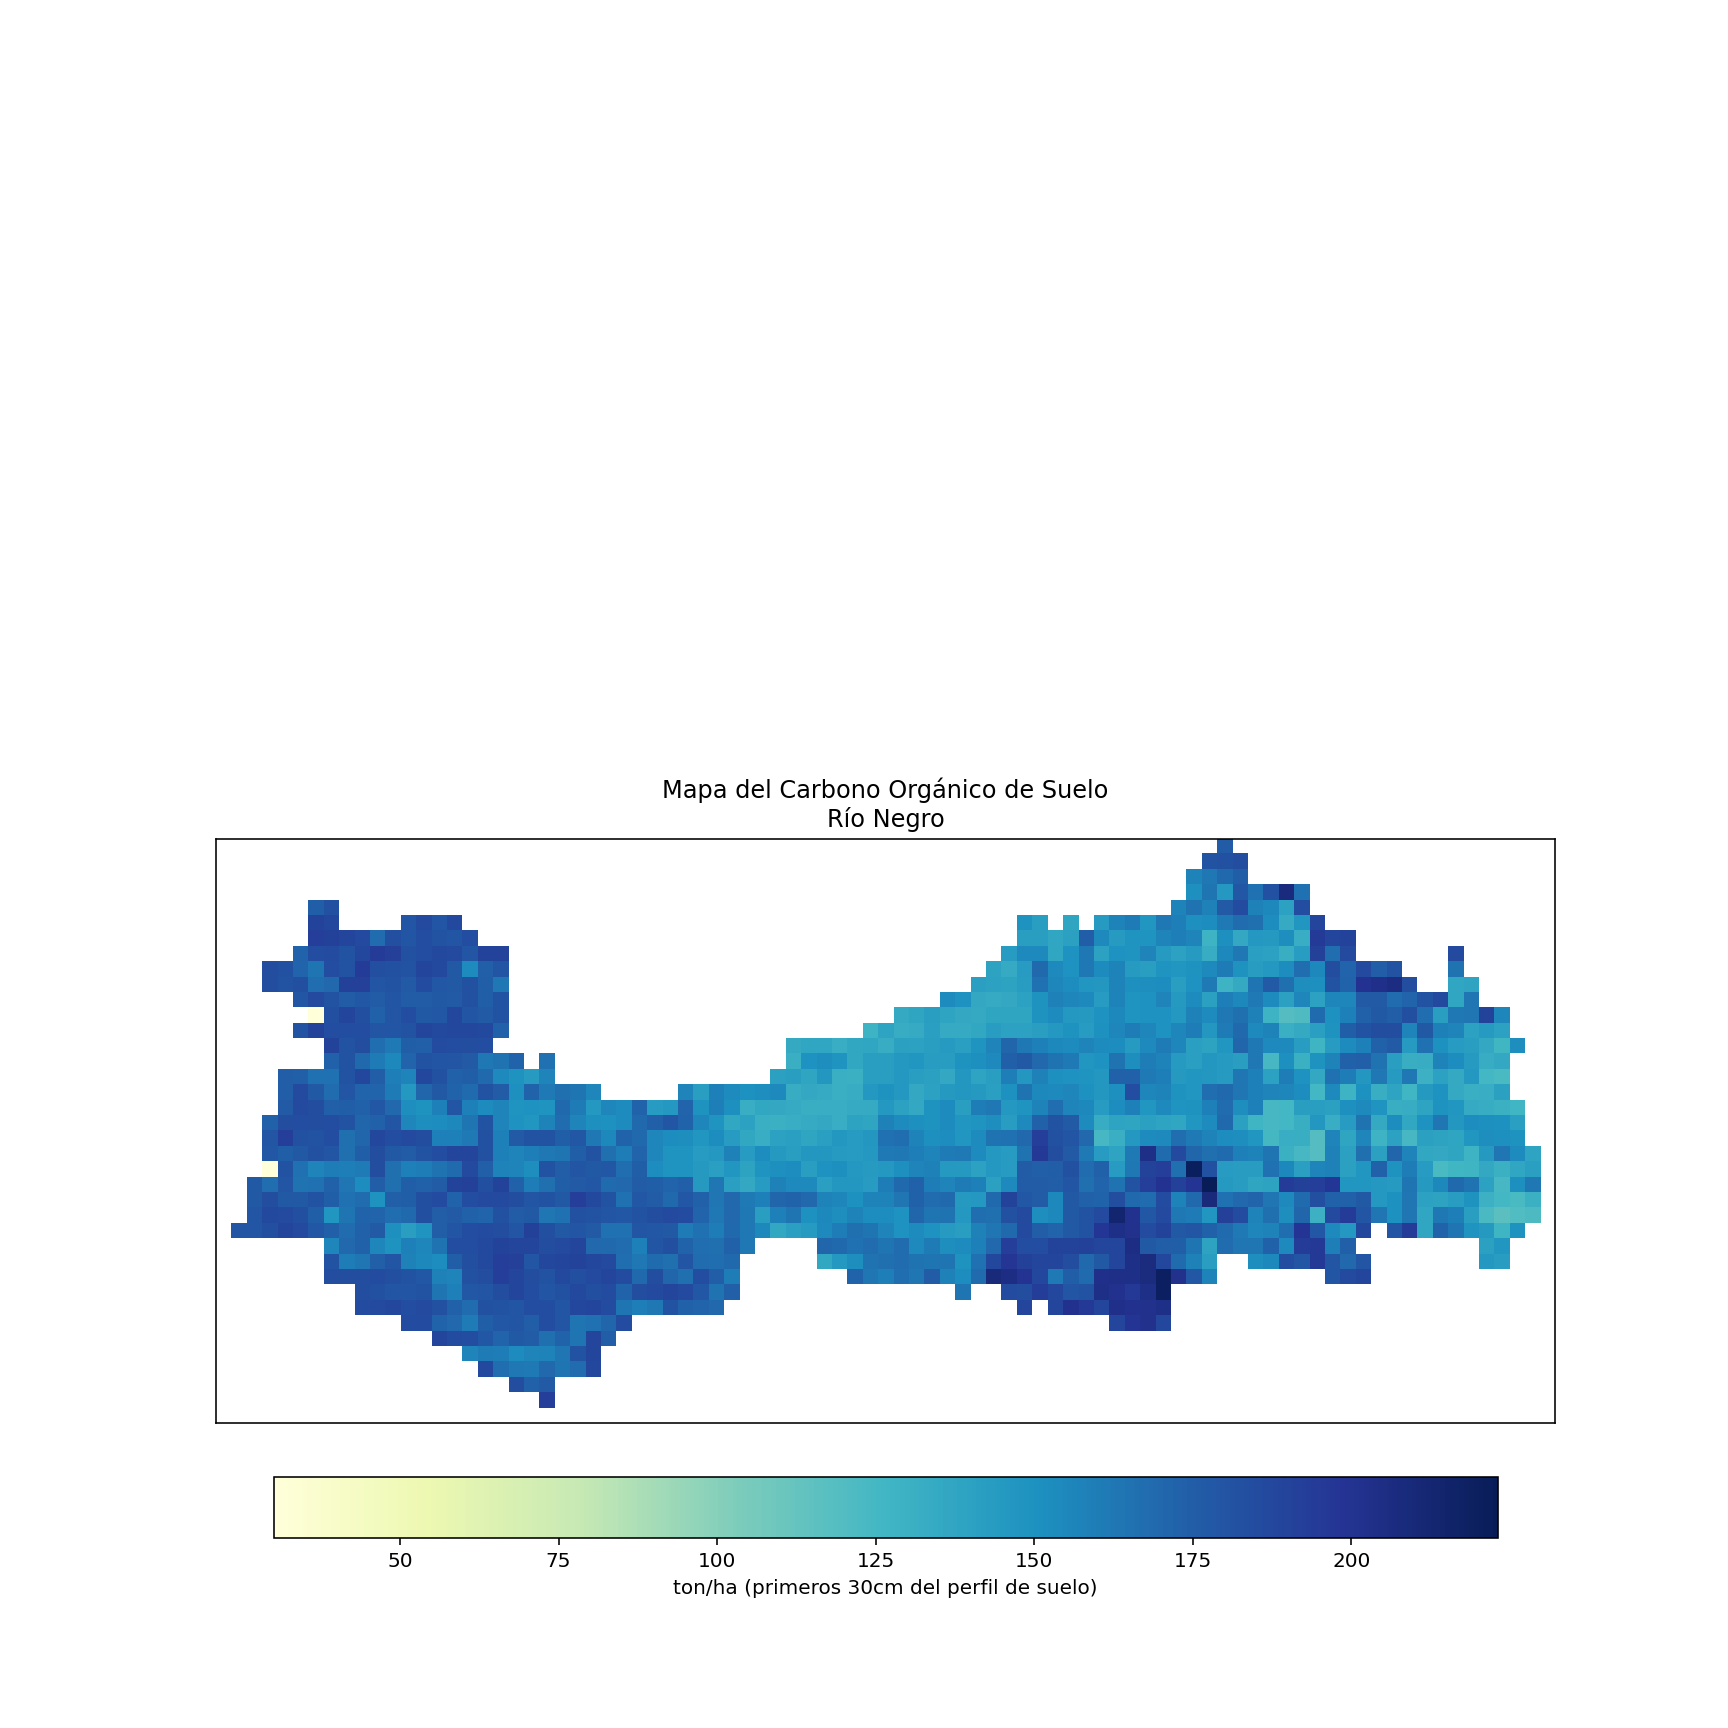 Mapa del Carbono Orgánico de Suelo
Río Negro
50 75 100 125 150 175 200
ton/ha (primeros 30cm del perfil de suelo)